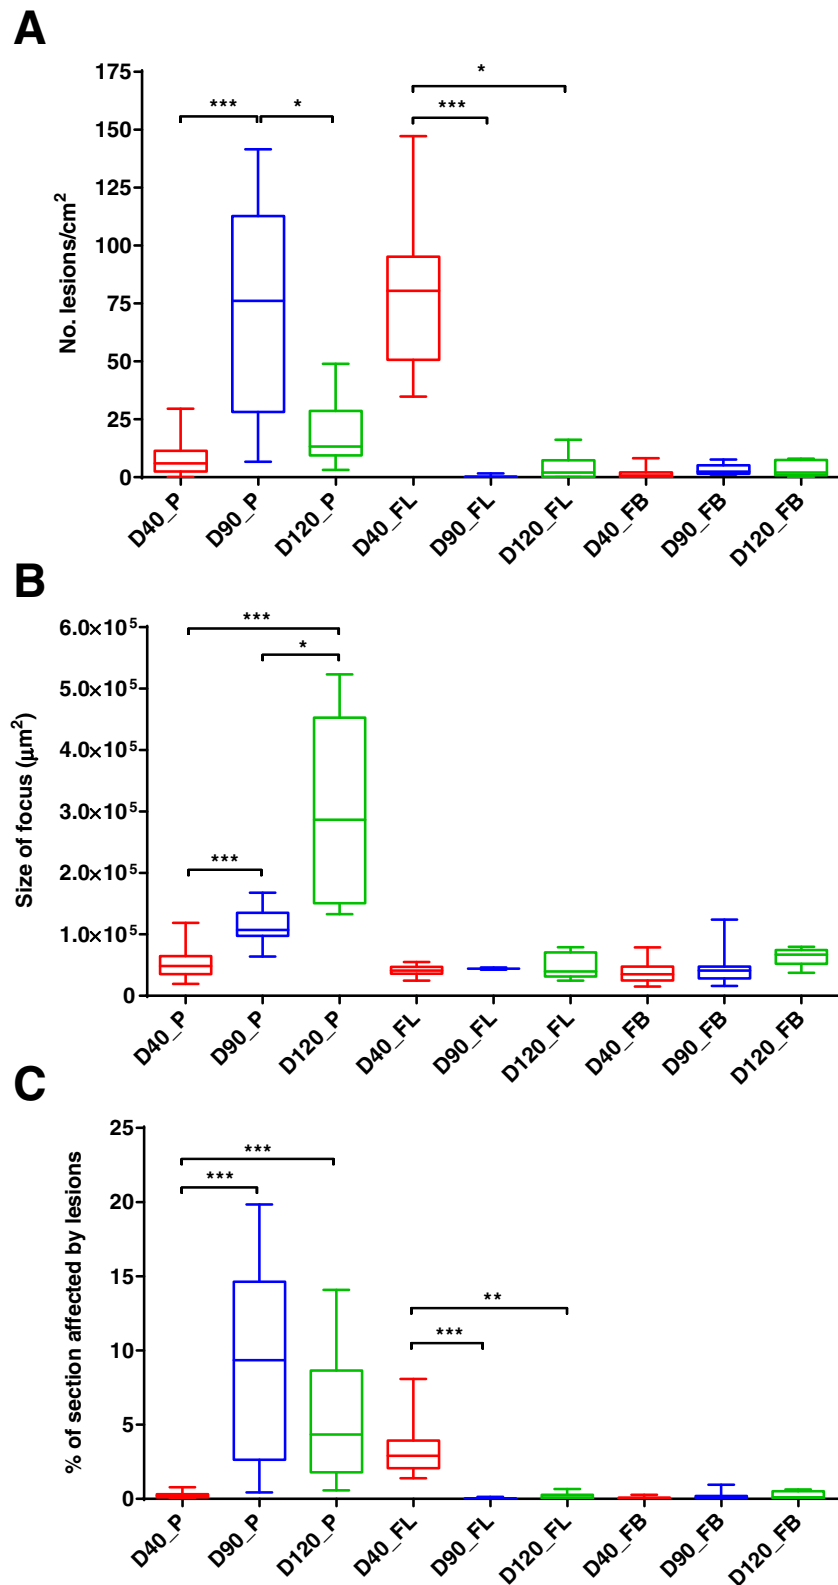 A
No. lesions/cm²
175
150
125
100
75
50
25
0
***
*
***
*
D40_P
D90_P
D120_P
D40_FL
D90_FL
D120_FL
D40_FB
D90_FB
D120_FB
B
Size of focus (μm²)
6.0×10⁵
5.0×10⁵
4.0×10⁵
3.0×10⁵
2.0×10⁵
1.0×10⁵
0
***
*
***
D40_P
D90_P
D120_P
D40_FL
D90_FL
D120_FL
D40_FB
D90_FB
D120_FB
C
% of section affected by lesions
25
20
15
10
5
0
***
***
**
***
D40_P
D90_P
D120_P
D40_FL
D90_FL
D120_FL
D40_FB
D90_FB
D120_FB